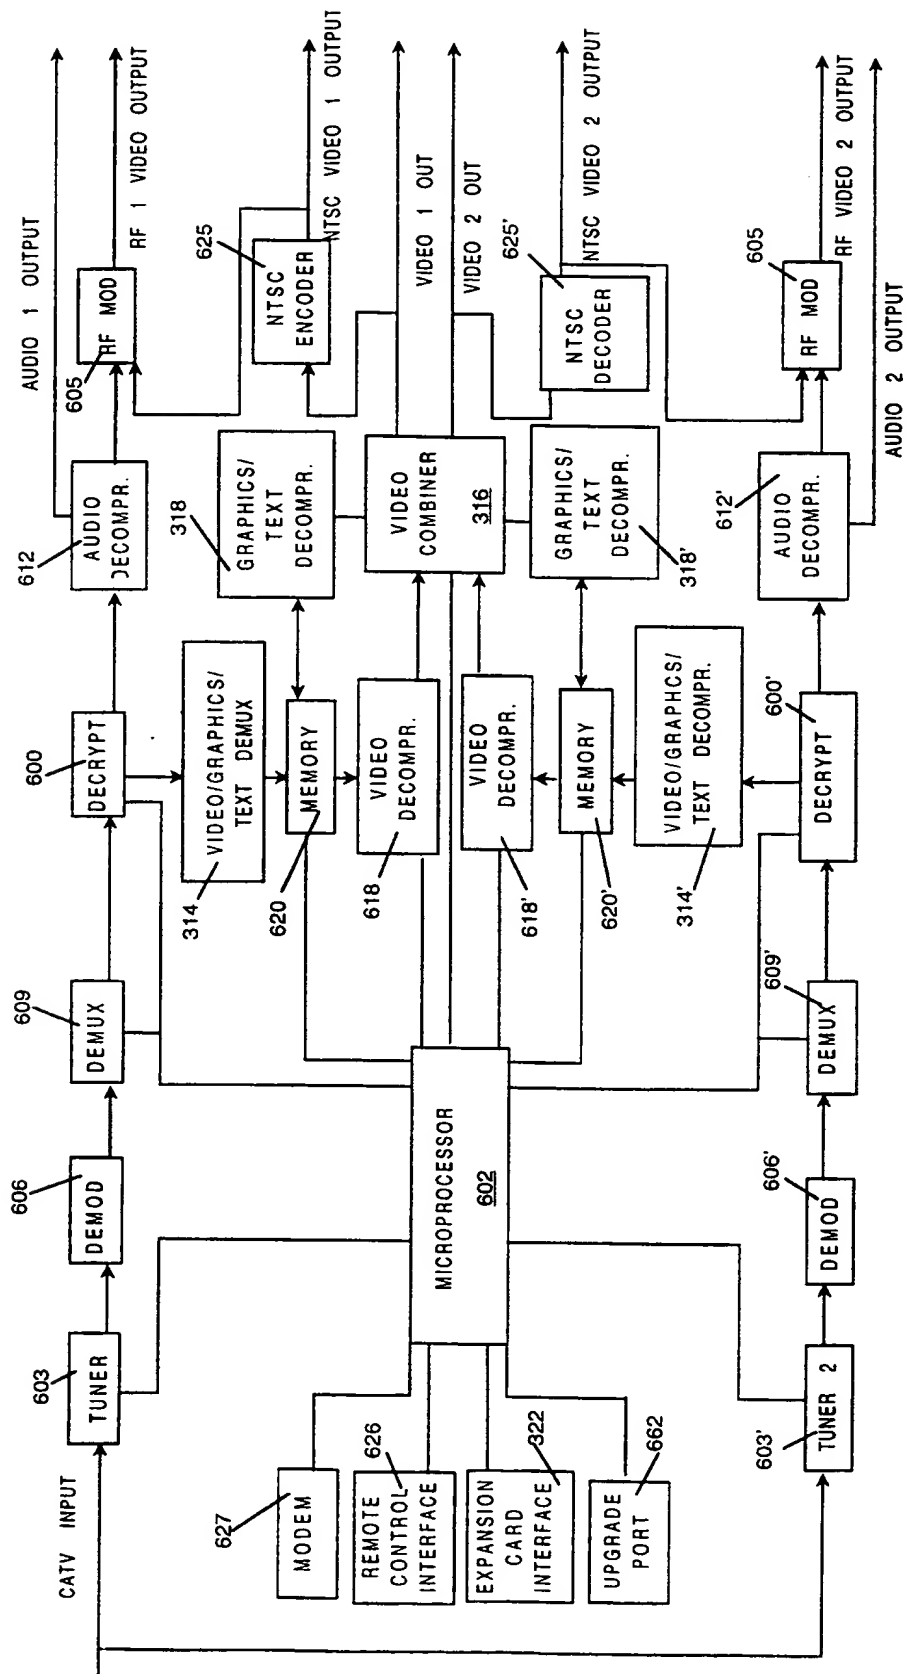 CATV INPUT
603
TUNER
606
DEMOD
609
DEMUX
600
DECRYPT
612
AUDIO
DECOMPR.
605
RF MOD
AUDIO 1 OUTPUT
RF 1 VIDEO OUTPUT
314
VIDEO/GRAPHICS/
TEXT DEMUX
318
GRAPHICS/
TEXT
DECOMPR.
625
NTSC
ENCODER
NTSC VIDEO 1 OUTPUT
620
MEMORY
618
VIDEO
DECOMPR.
627
MODEM
626
REMOTE
CONTROL
INTERFACE
322
EXPANSION
CARD
INTERFACE
662
UPGRADE
PORT
MICROPROCESSOR
602
VIDEO
COMBINER
316
VIDEO 1 OUT
VIDEO 2 OUT
618'
VIDEO
DECOMPR.
620'
MEMORY
318'
GRAPHICS/
TEXT
DECOMPR.
625'
NTSC
DECODER
NTSC VIDEO 2 OUTPUT
314'
VIDEO/GRAPHCS/
TEXT DECOMPR.
603'
TUNER 2
606'
DEMOD
609'
DEMUX
600'
DECRYPT
612'
AUDIO
DECOMPR.
605
RF MOD
RF VIDEO 2 OUTPUT
AUDIO 2 OUTPUT